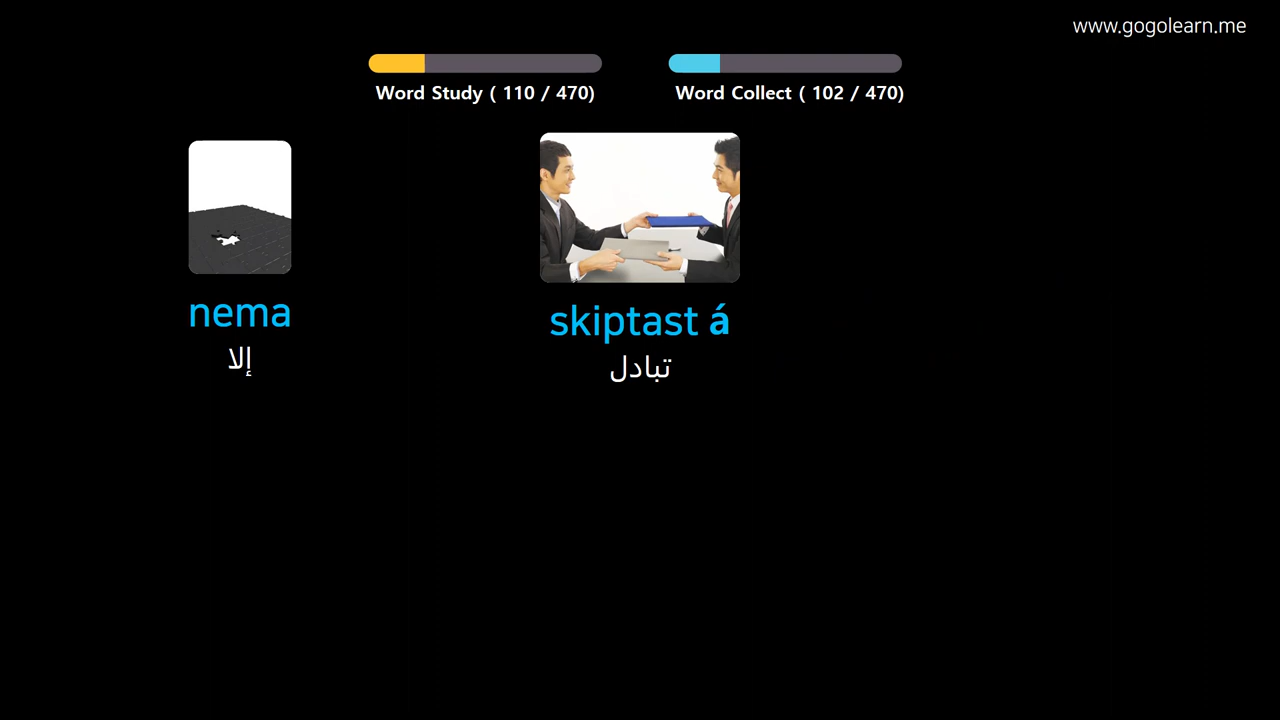 www.gogolearn.me
Word Study ( 110 / 470)
Word Collect ( 102 / 470)
nema
إلا
skiptast á
تبادل